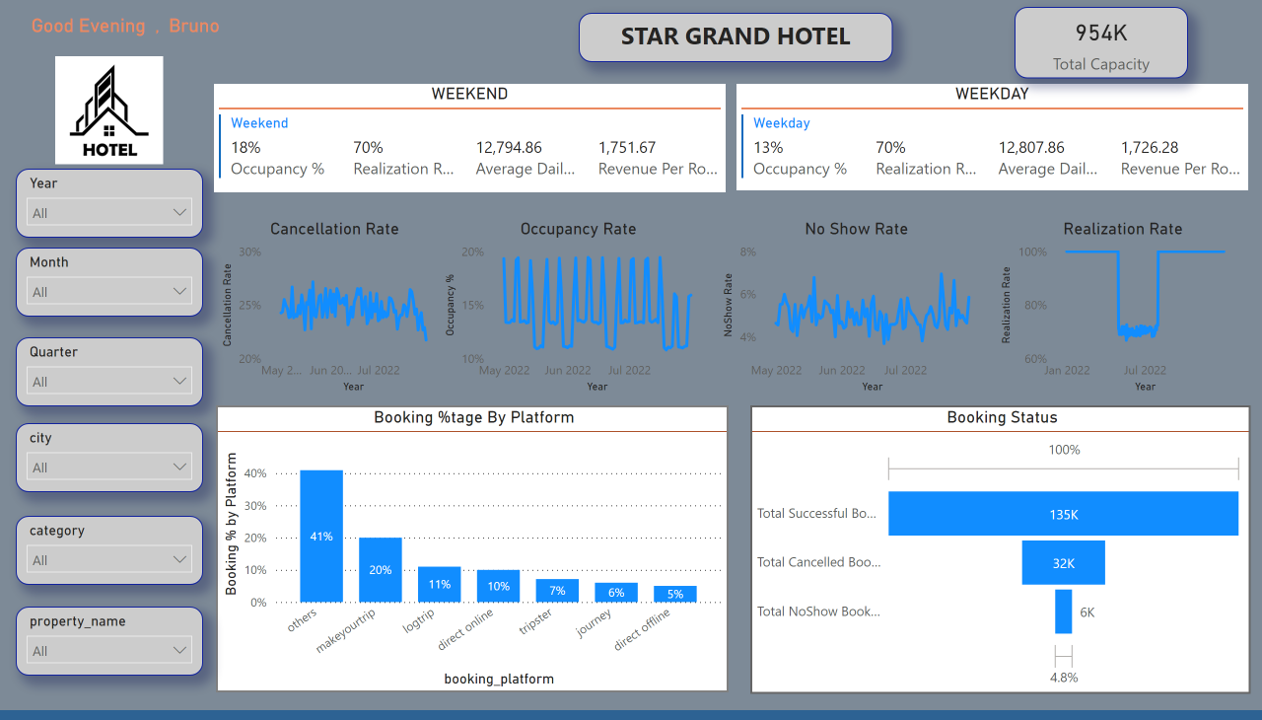 Good Evening , Bruno
STAR GRAND HOTEL
954K
Total Capacity
HOTEL
WEEKEND
Weekend
18%
70%
12,794.86
1,751.67
Occupancy %
Realization R...
Average Dail...
Revenue Per Ro...
WEEKDAY
Weekday
13%
70%
12,807.86
1,726.28
Occupancy %
Realization R...
Average Dail...
Revenue Per Ro...
Year
All
Month
All
Quarter
All
city
All
category
All
property_name
All
Cancellation Rate
Cancellation Rate
30%
25%
20%
May 2...
Jun 20...
Jul 2022
Year
Occupancy Rate
Occupancy %
20%
15%
10%
May 2022
Jun 2022
Jul 2022
Year
No Show Rate
NoShow Rate
8%
6%
4%
May 2022
Jun 2022
Jul 2022
Year
Realization Rate
Realization Rate
100%
80%
60%
Jan 2022
Jul 2022
Year
Booking %tage By Platform
Booking % by Platform
40%
30%
20%
10%
0%
41%
20%
11%
10%
7%
6%
5%
others
makeyourtrip
logtrip
direct online
tripster
journey
direct offline
booking_platform
Booking Status
100%
Total Successful Bo...
135K
Total Cancelled Boo...
32K
Total NoShow Book...
6K
4.8%